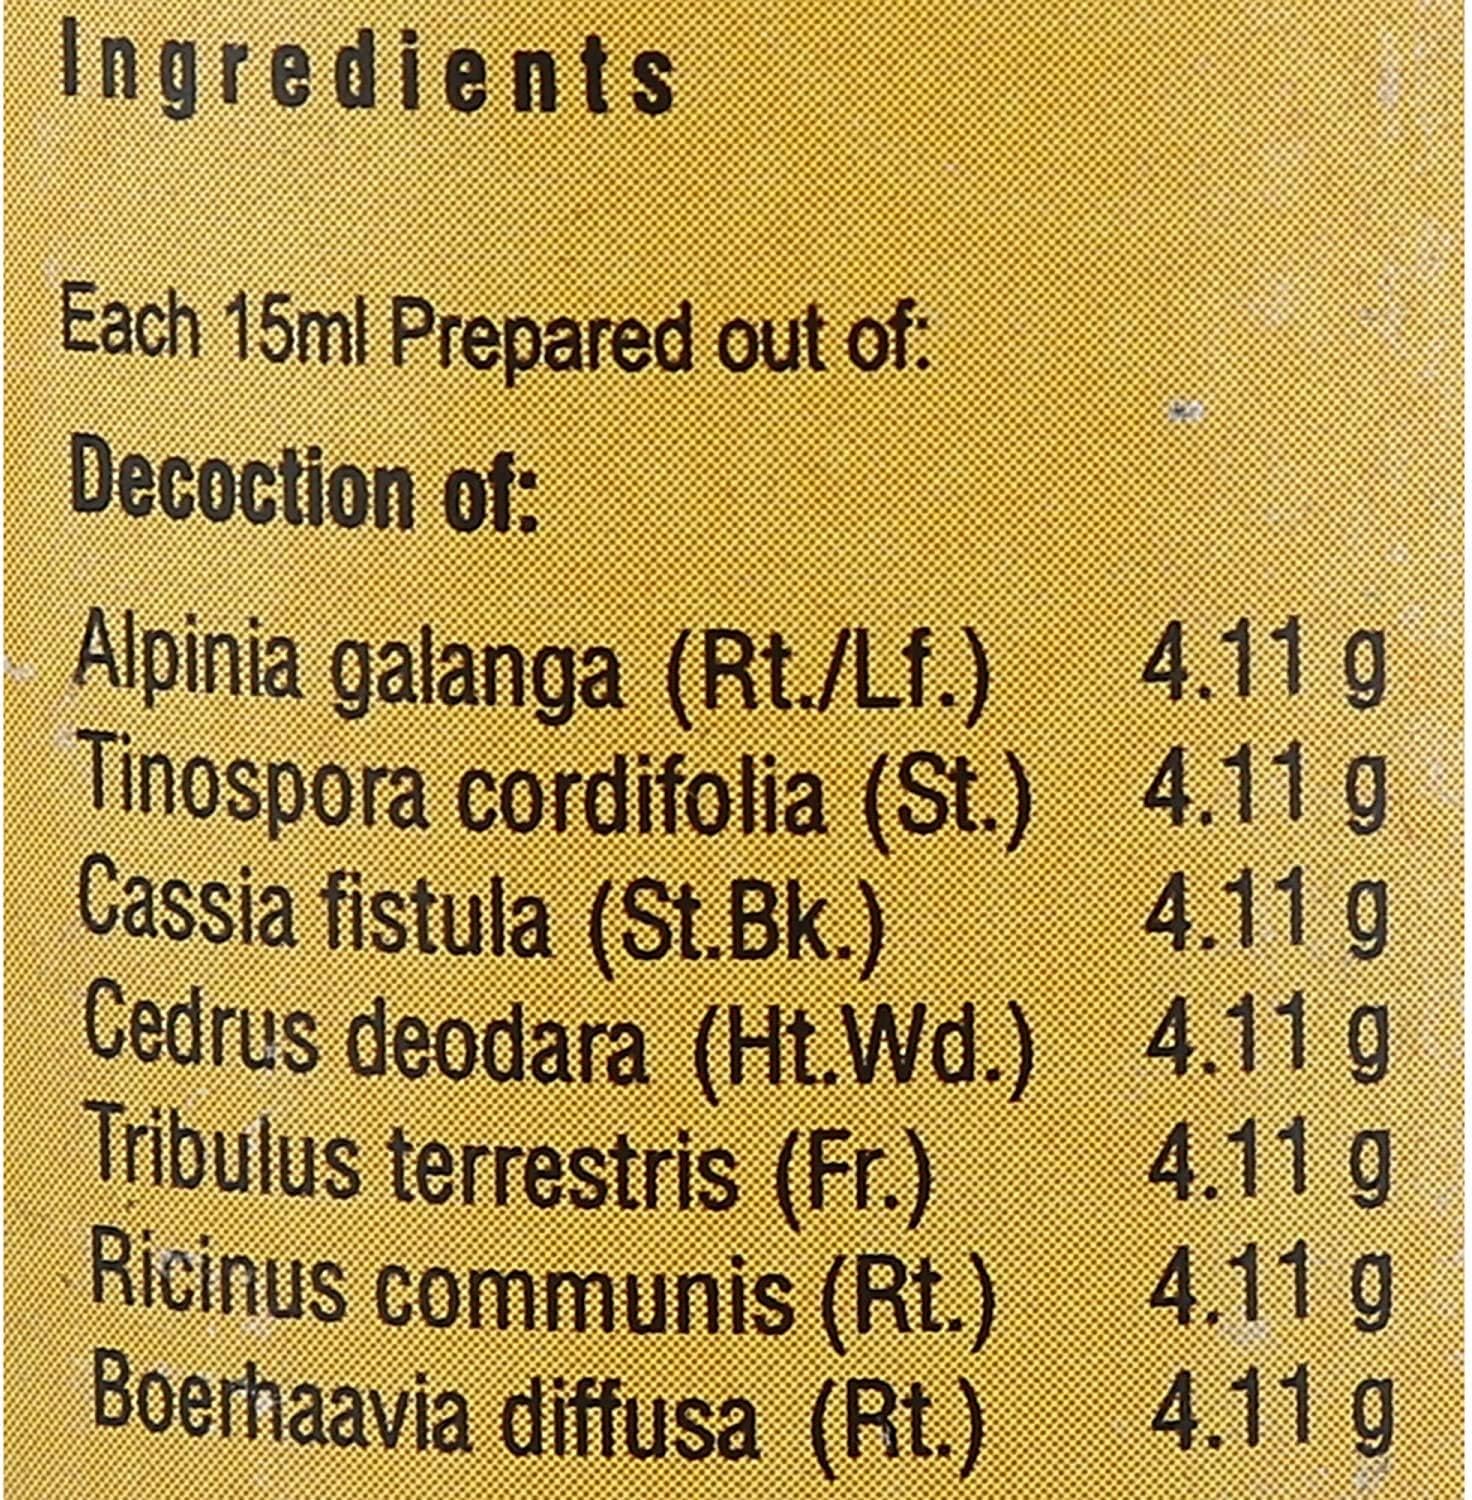 Ingredients
Each 15ml Prepared out of:
Decoction of:
Alpinia galanga (Rt./Lf.) 4.11 g
Tinospora cordifolia (St.) 4.11 g
Cassia fistula (St.Bk.) 4.11 g
Cedrus deodara (Ht.Wd.) 4.11 g
Tribulus terrestris (Fr.) 4.11 g
Ricinus communis (Rt.) 4.11 g
Boerhaavia diffusa (Rt.) 4.11 g